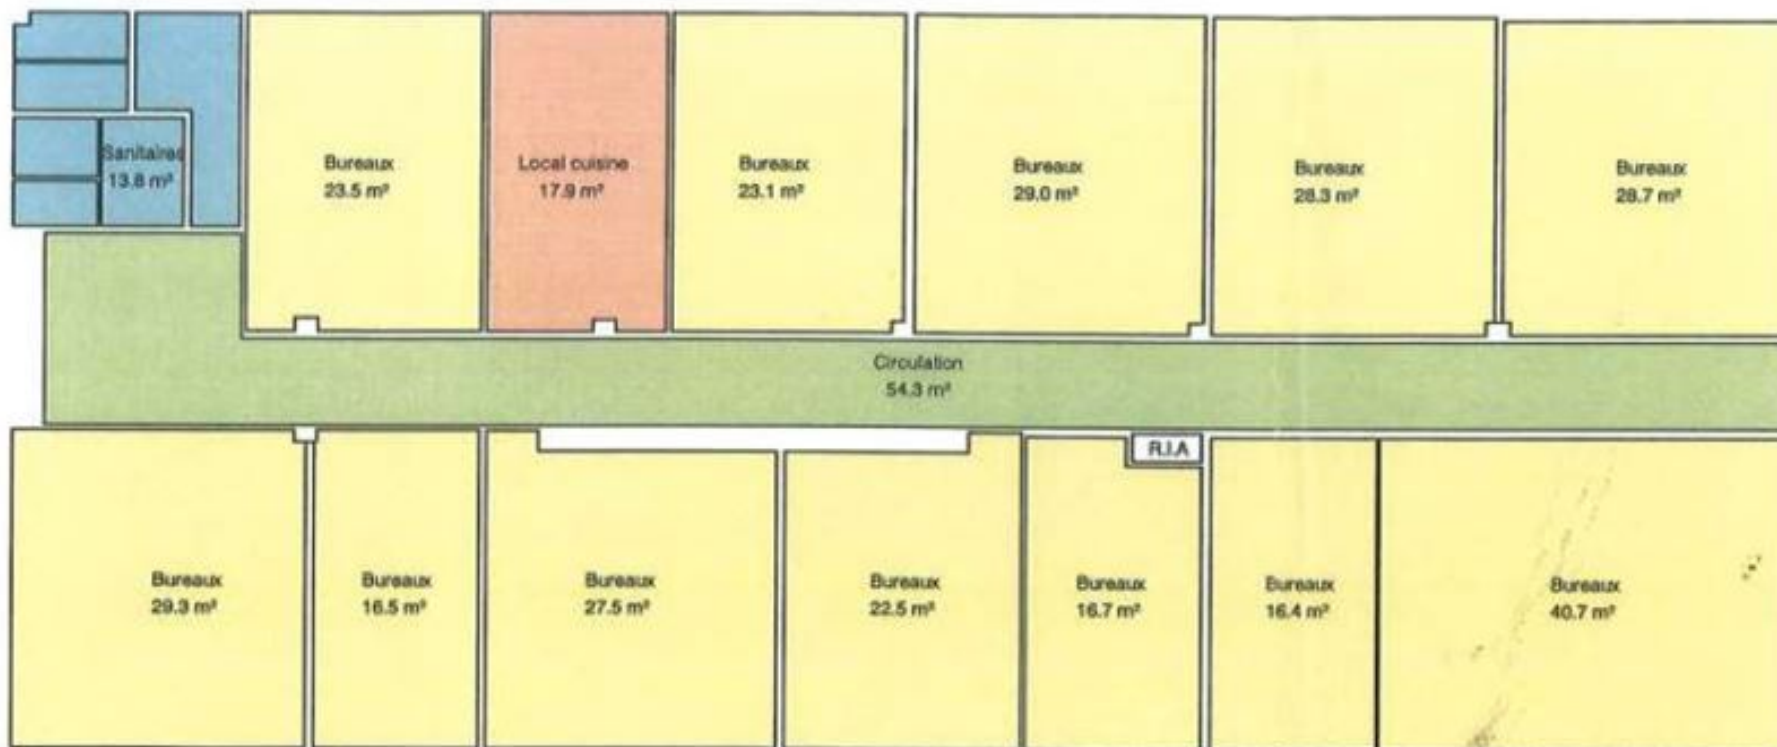 Sanitaires
13.8 m²
Bureaux
23.5 m²
Local cuisine
17.9 m²
Bureaux
23.1 m²
Bureaux
29.0 m²
Bureaux
28.3 m²
Bureaux
28.7 m²
Circulation
54.3 m²
R.I.A
Bureaux
29.3 m²
Bureaux
16.5 m²
Bureaux
27.5 m²
Bureaux
22.5 m²
Bureaux
16.7 m²
Bureaux
16.4 m²
Bureaux
40.7 m²